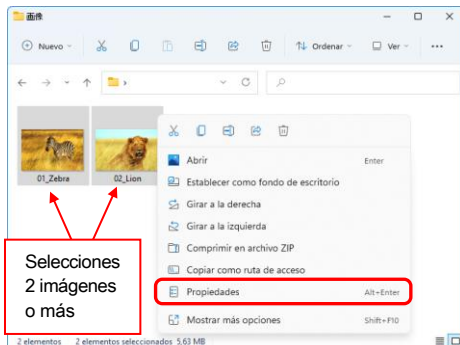 画像
Nuevo
Ordenar
Ver
01_Zebra
02_Lion
Abrir Enter
Establecer como fondo de escritorio
Girar a la derecha
Girar a la izquierda
Comprimir en archivo ZIP
Copiar como ruta de acceso
Propiedades Alt+Enter
Mostrar más opciones Shift+F10
Selecciones
2 imágenes
o más
2 elementos 2 elementos seleccionados 5,63 MB